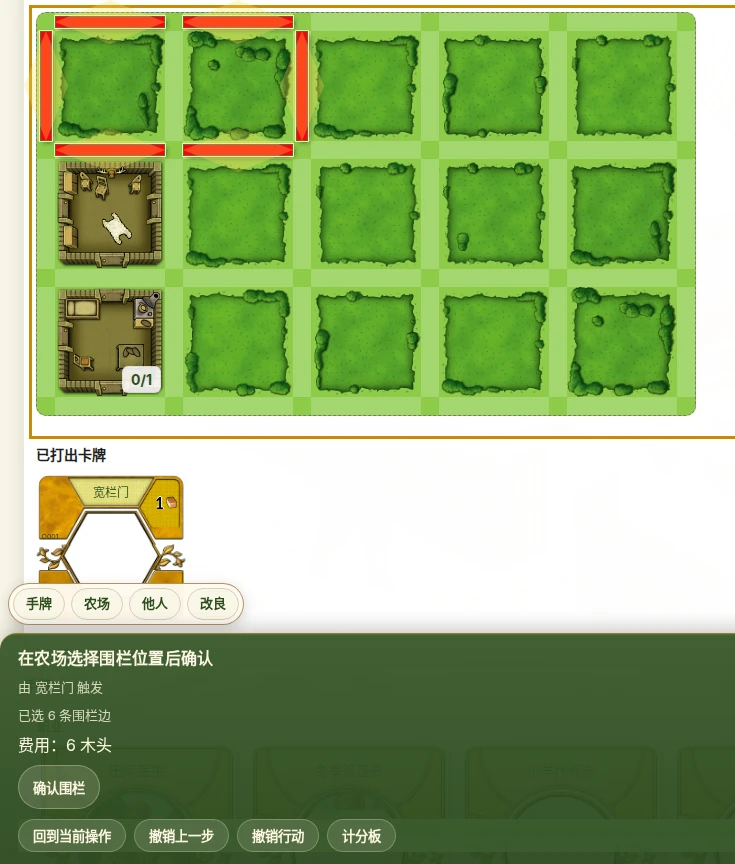 0/1
已打出卡牌
宽栏门
1
手牌
农场
他人
改良
在农场选择围栏位置后确认
由 宽栏门 触发
已选 6 条围栏边
费用：6 木头
确认围栏
回到当前操作
撤销上一步
撤销行动
计分板